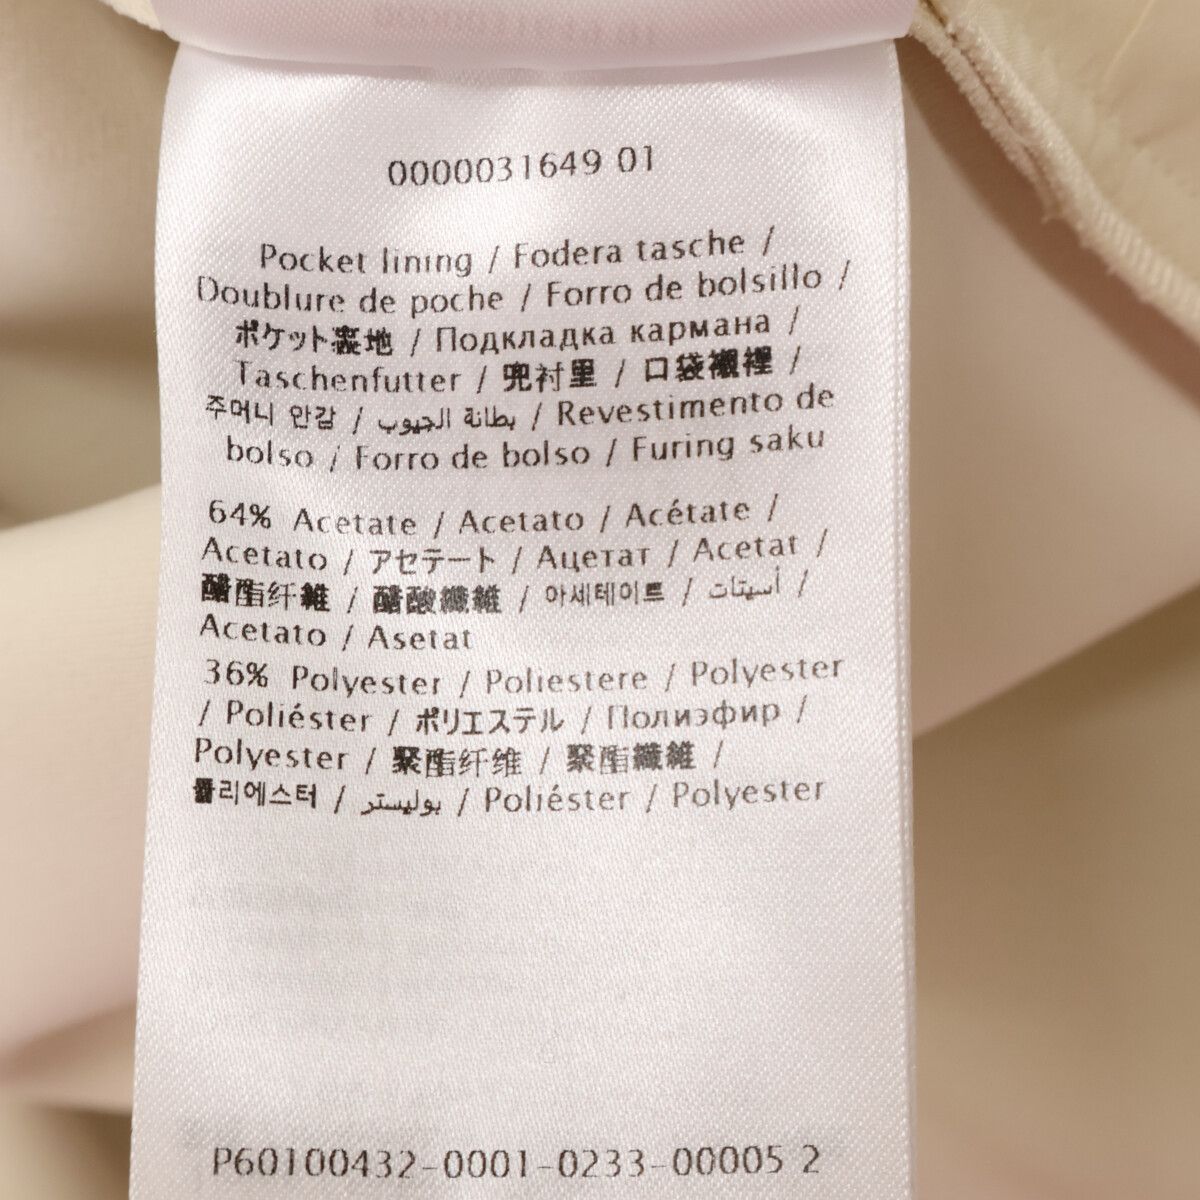 0000031649 01
Pocket lining / Fodera tasche /
Doublure de poche / Forro de bolsillo /
ポケット裏地 / Подкладка кармана /
Taschenfutter / 兜衬里 / 口袋襯裡 /
주머니 안감 / بطانة الجيوب / Revestimento de
bolso / Forro de bolso / Furing saku
64% Acetate / Acetato / Acétate /
Acetato / アセテート / Ацетат / Acetat /
醋酯纤維 / 醋酸纖維 / 아세테이트 / أسيتات /
Acetato / Asetat
36% Polyester / Poliestere / Polyester
/ Poliéster / ポリエステル / Полиэфир /
Polyester / 聚酯纤维 / 聚酯纖維 /
폴리에스터 / بوليستر / Poliéster / Polyester
P60100432-0001-0233-00005 2